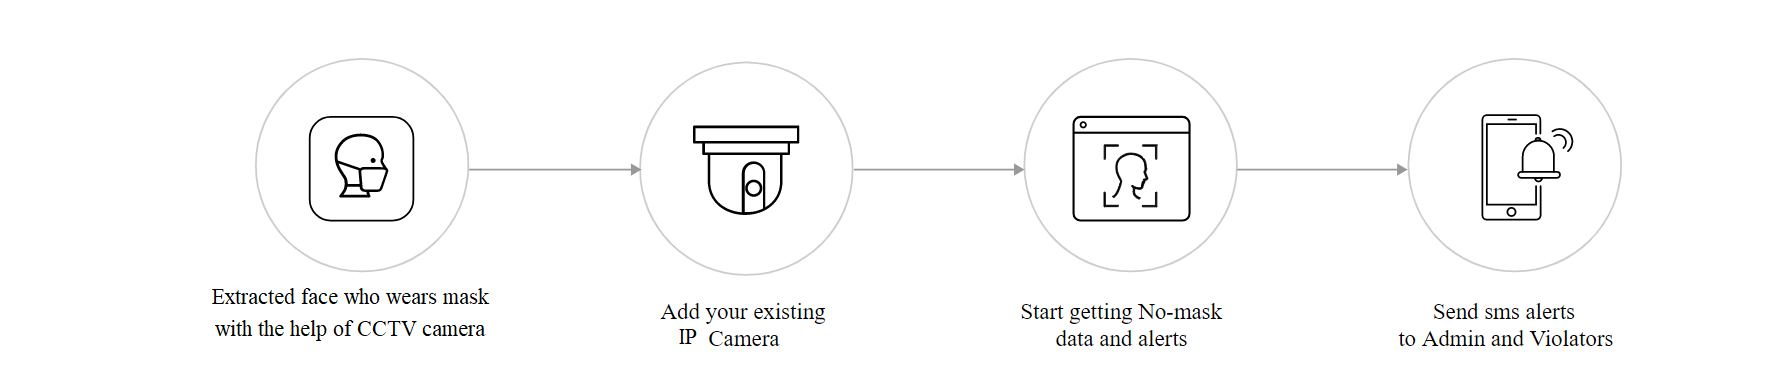 Extracted face who wears mask
with the help of CCTV camera
Add your existing
IP Camera
Start getting No-mask
data and alerts
Send sms alerts
to Admin and Violators